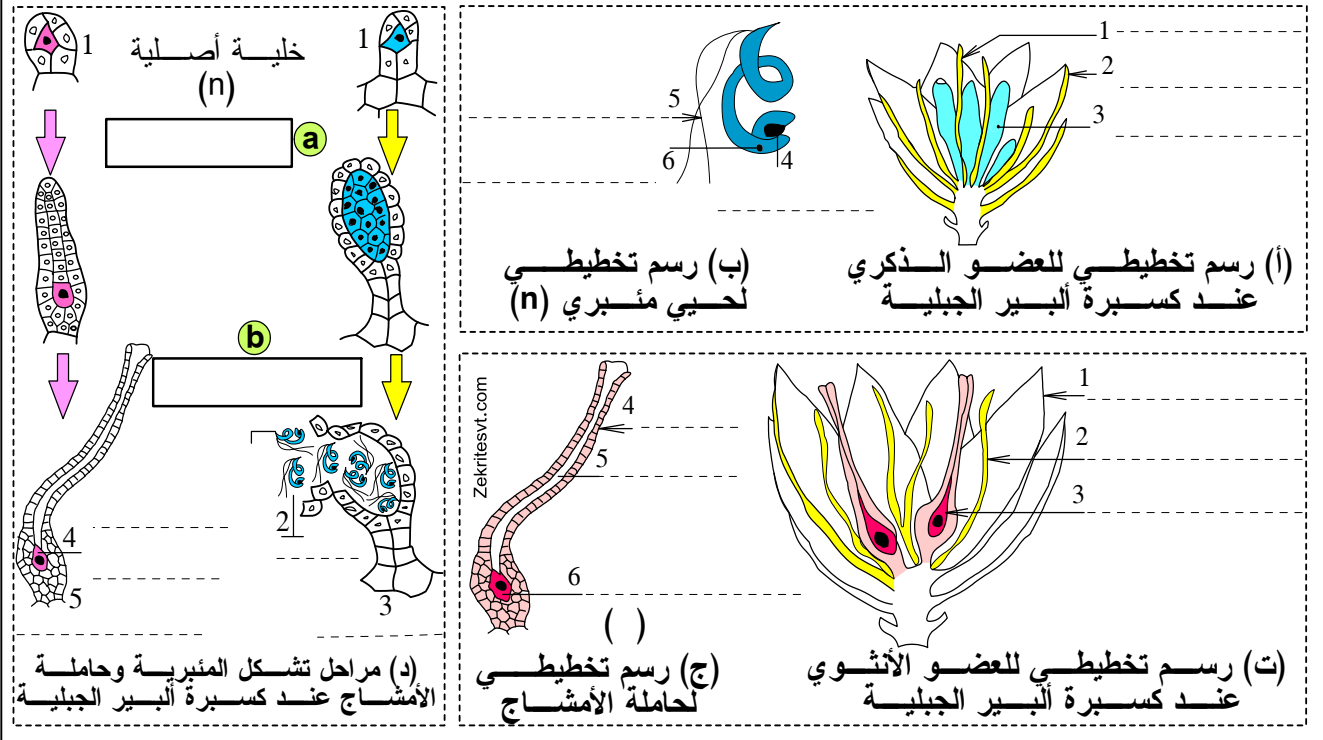 1
2
3
5
6
4
(أ) رسم تخطيطي للعضو الذكري
عند كسبرة ألبير الجبلية
(ب) رسم تخطيطي
لحيي مئبري (n)
1
2
3
(ت) رسم تخطيطي للعضو الأنثوي
عند كسبرة ألبير الجبلية
Zekritesvt.com
4
5
6
( )
(ج) رسم تخطيطي
لحاملة الأمشاج
1
خلية أصلية
(n)
1
a
b
2
3
4
5
(د) مراحل تشكل المئبرية وحاملة
الأمشاج عند كسبرة ألبير الجبلية